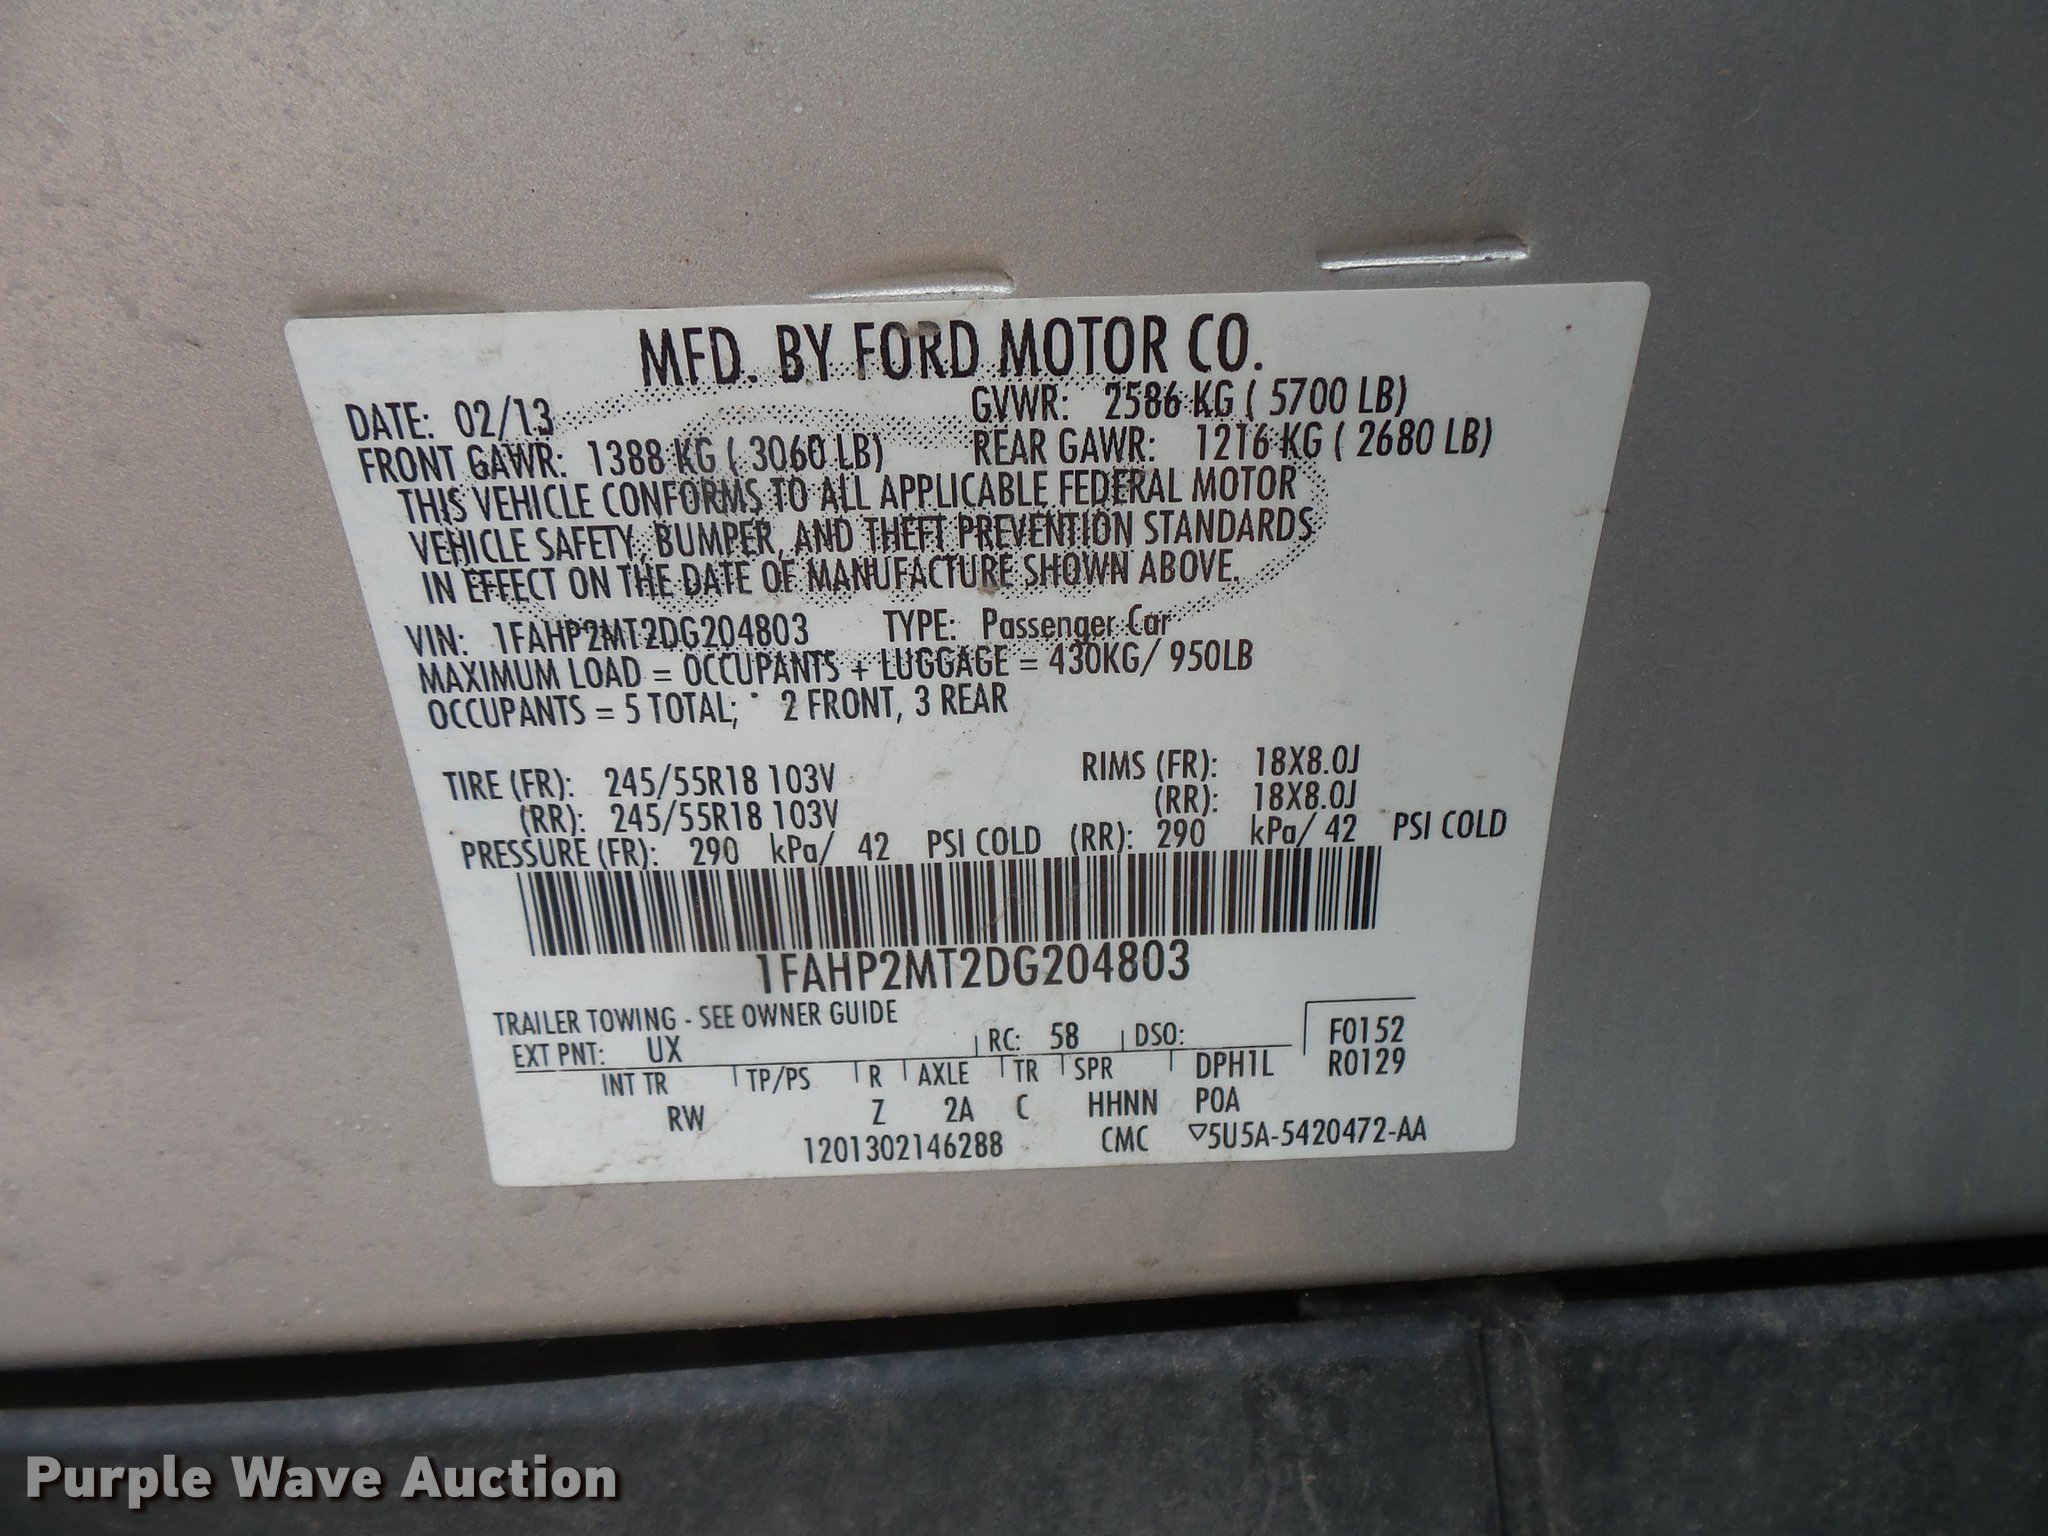 MFD. BY FORD MOTOR CO.
DATE: 02/13 GVWR: 2586 KG ( 5700 LB)
FRONT GAWR: 1388 KG ( 3060 LB) REAR GAWR: 1216 KG ( 2680 LB)
THIS VEHICLE CONFORMS TO ALL APPLICABLE FEDERAL MOTOR
VEHICLE SAFETY, BUMPER, AND THEFT PREVENTION STANDARDS
IN EFFECT ON THE DATE OF MANUFACTURE SHOWN ABOVE.
VIN: 1FAHP2MT2DG204803 TYPE: Passenger Car
MAXIMUM LOAD = OCCUPANTS + LUGGAGE = 430KG/ 950LB
OCCUPANTS = 5 TOTAL; 2 FRONT, 3 REAR
TIRE (FR): 245/55R18 103V RIMS (FR): 18X8.0J
(RR): 245/55R18 103V (RR): 18X8.0J
PRESSURE (FR): 290 kPa/ 42 PSI COLD (RR): 290 kPa/ 42 PSI COLD
1FAHP2MT2DG204803
TRAILER TOWING - SEE OWNER GUIDE
EXT PNT: UX RC: 58 DSO: F0152
INT TR TP/PS R AXLE TR SPR DPH1L R0129
RW Z 2A C HHNN POA
1201302146288 CMC ▽5U5A-5420472-AA
Purple Wave Auction